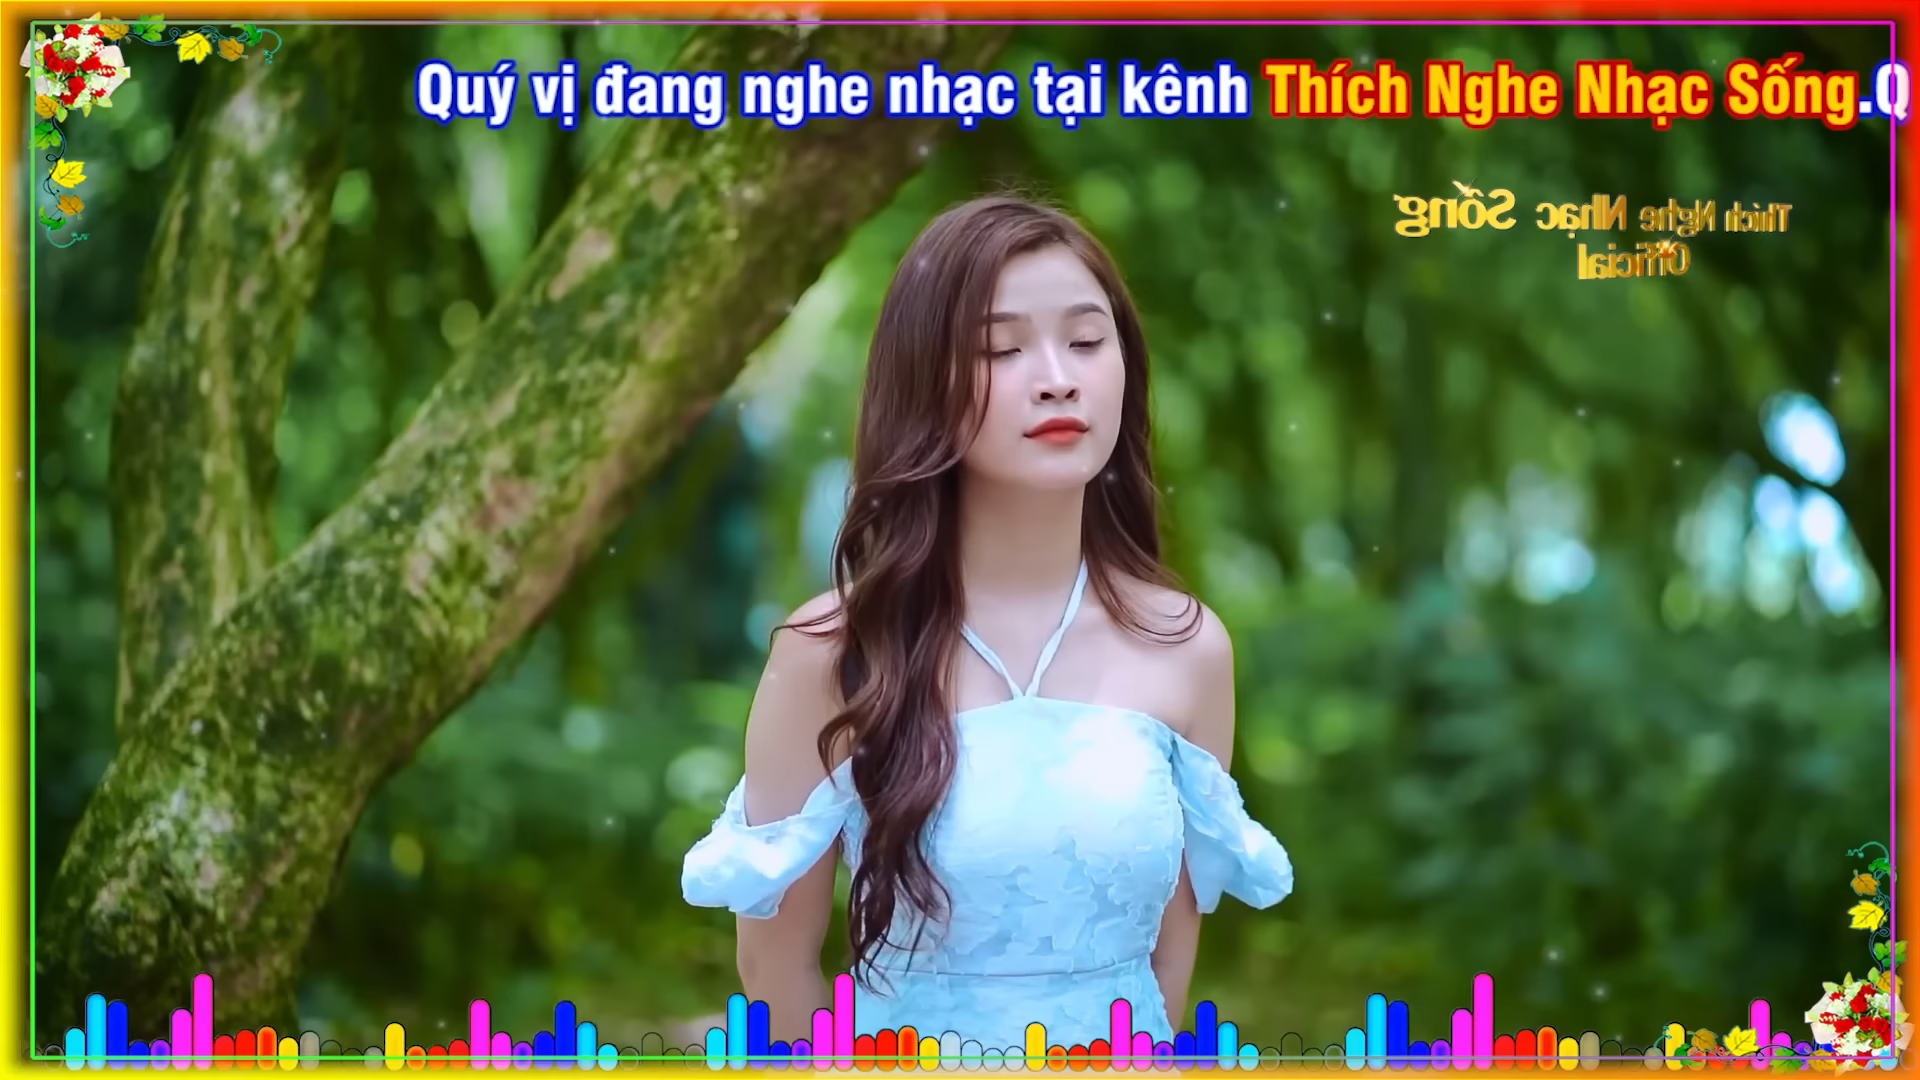 Quý vị đang nghe nhạc tại kênh Thích Nghe Nhạc Sống.Q
Thích Nghe Nhạc Sống
Official